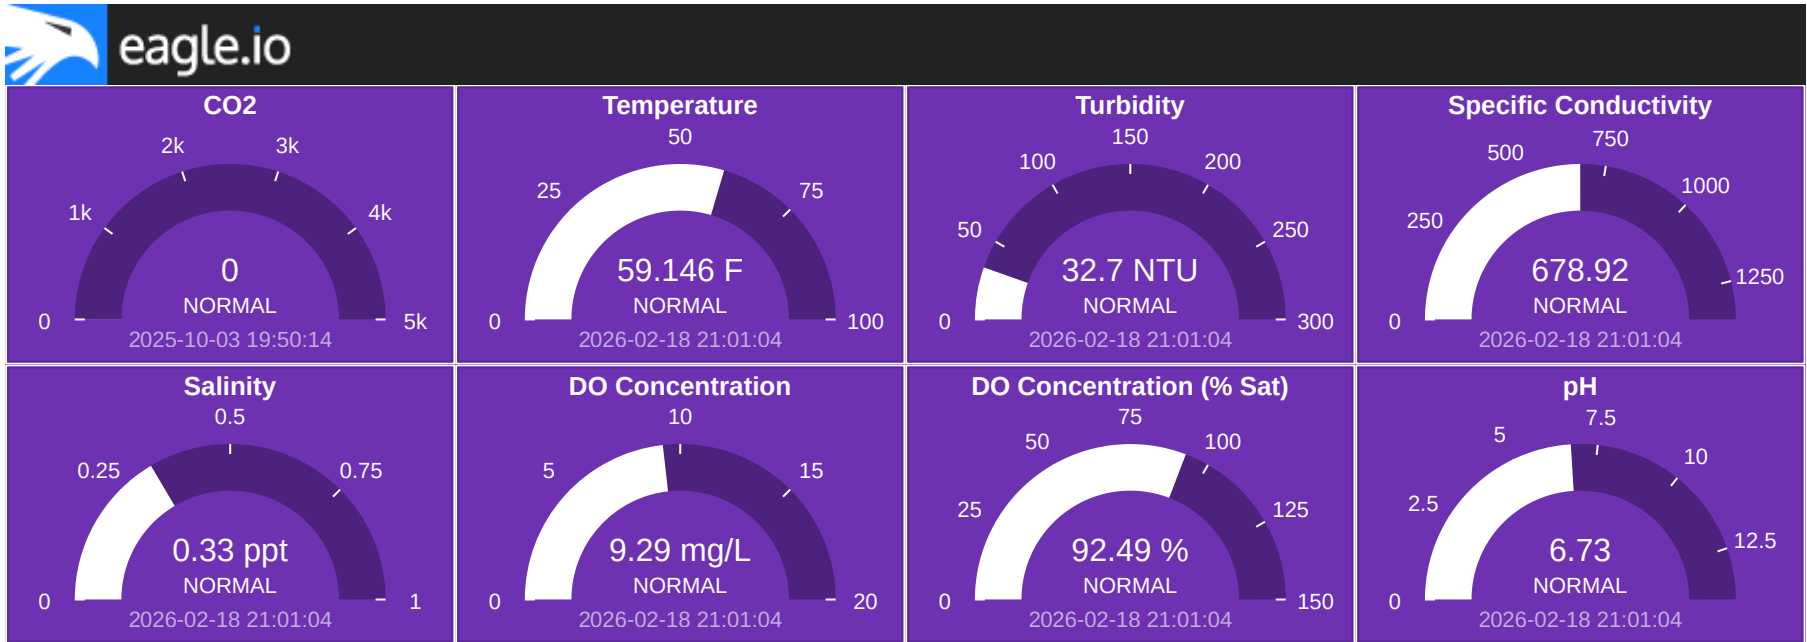 eagle.io
CO2
0
1k
2k
3k
4k
5k
0
NORMAL
2025-10-03 19:50:14
Temperature
0
25
50
75
100
59.146 F
NORMAL
2026-02-18 21:01:04
Turbidity
0
50
100
150
200
250
300
32.7 NTU
NORMAL
2026-02-18 21:01:04
Specific Conductivity
0
250
500
750
1000
1250
678.92
NORMAL
2026-02-18 21:01:04
Salinity
0
0.25
0.5
0.75
1
0.33 ppt
NORMAL
2026-02-18 21:01:04
DO Concentration
0
5
10
15
20
9.29 mg/L
NORMAL
2026-02-18 21:01:04
DO Concentration (% Sat)
0
25
50
75
100
125
150
92.49 %
NORMAL
2026-02-18 21:01:04
pH
0
2.5
5
7.5
10
12.5
6.73
NORMAL
2026-02-18 21:01:04